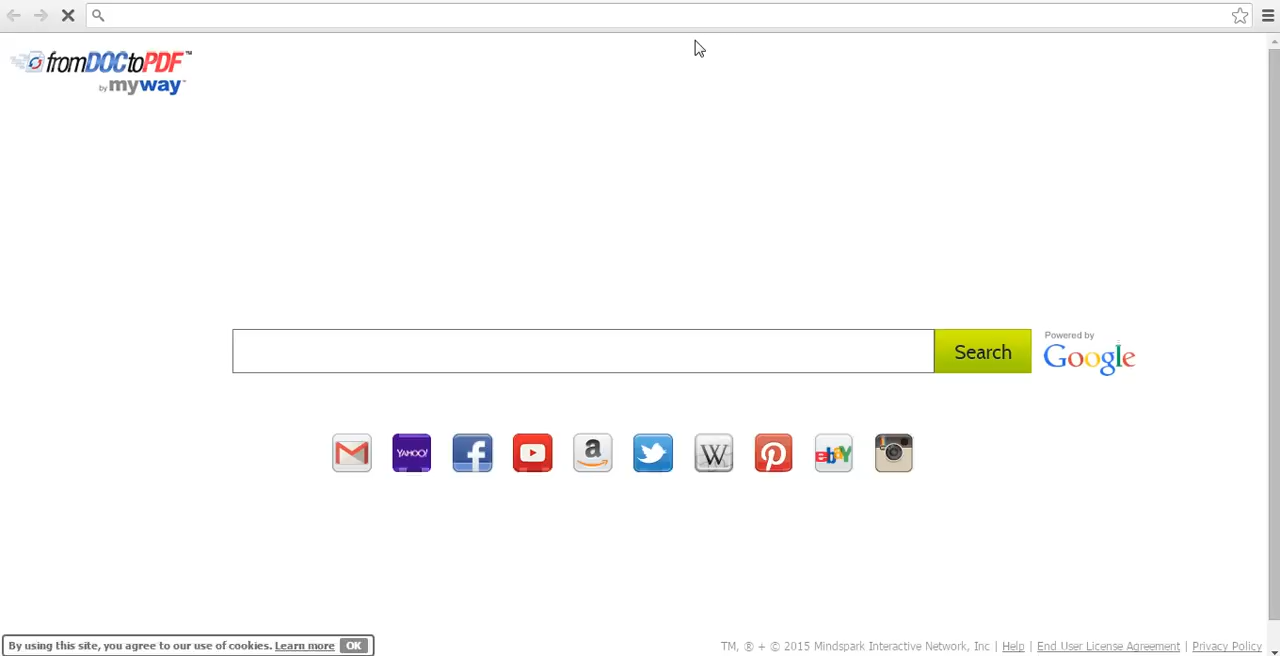 fromDOCtoPDF™
by myway™
Search
Powered by
Google
YAHOO!
a
W
ebay
By using this site, you agree to our use of cookies. Learn more OK
TM, ® + © 2015 Mindspark Interactive Network, Inc | Help | End User License Agreement | Privacy Policy